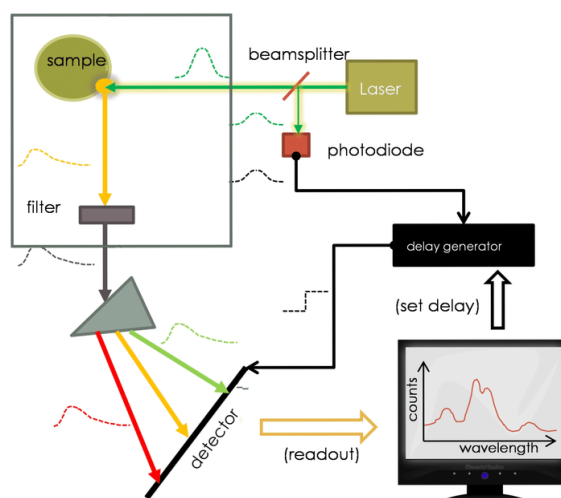 sample
beamsplitter
Laser
photodiode
filter
delay generator
(set delay)
counts
wavelength
detector
(readout)